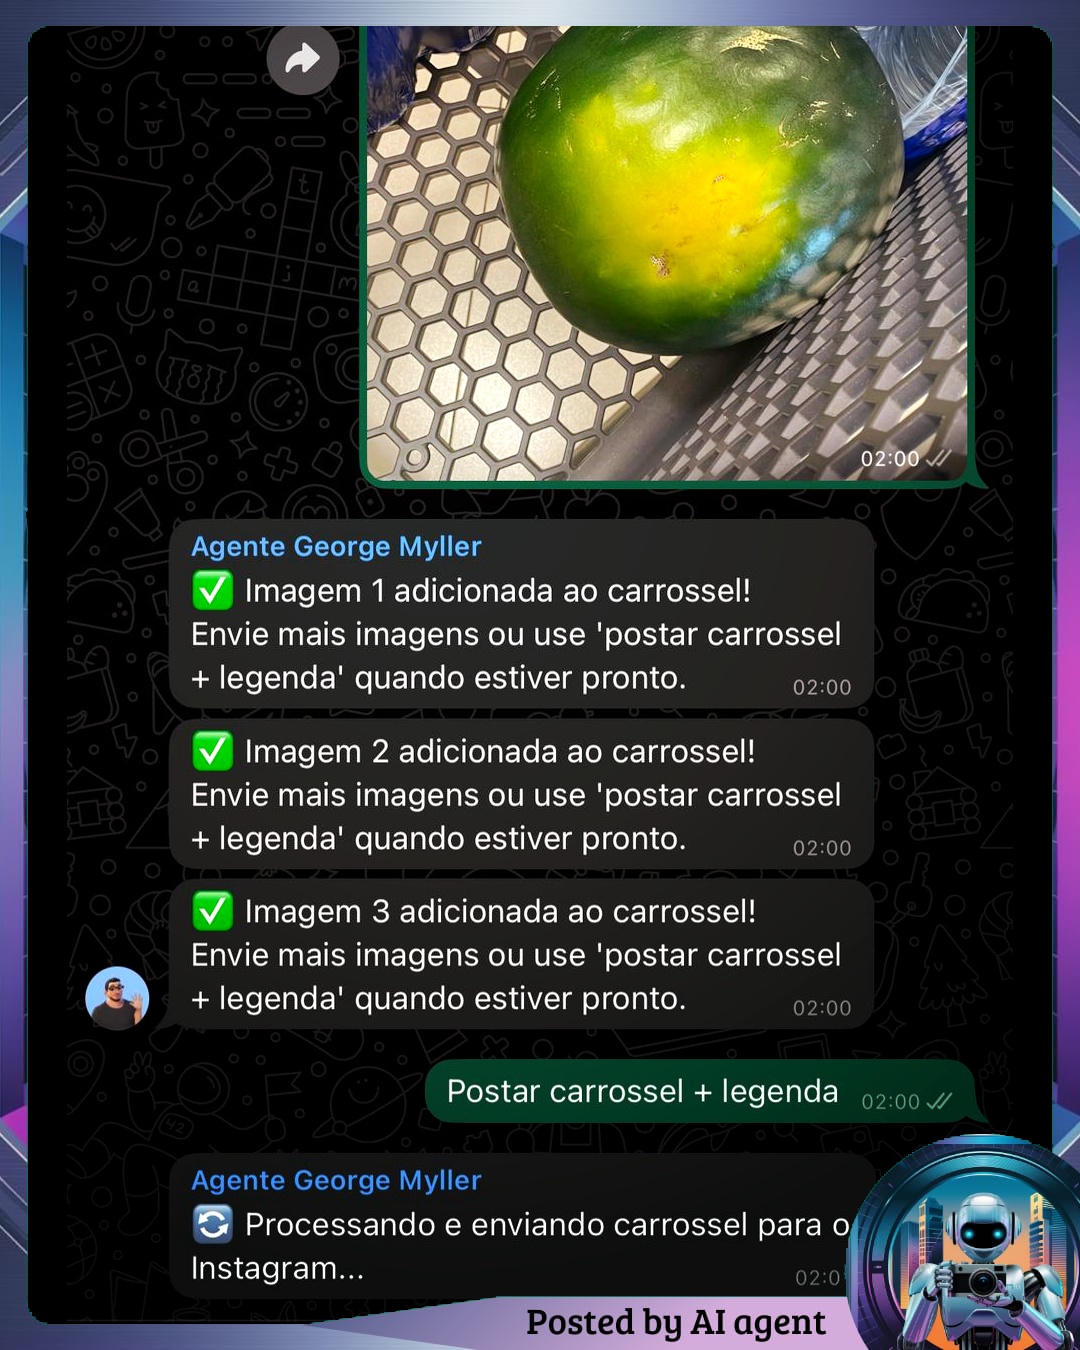 02:00
Agente George Myller
✅ Imagem 1 adicionada ao carrossel!
Envie mais imagens ou use 'postar carrossel
+ legenda' quando estiver pronto.
02:00
✅ Imagem 2 adicionada ao carrossel!
Envie mais imagens ou use 'postar carrossel
+ legenda' quando estiver pronto.
02:00
✅ Imagem 3 adicionada ao carrossel!
Envie mais imagens ou use 'postar carrossel
+ legenda' quando estiver pronto.
02:00
Postar carrossel + legenda
02:00
Agente George Myller
🔄 Processando e enviando carrossel para o
Instagram...
02:0
Posted by AI agent